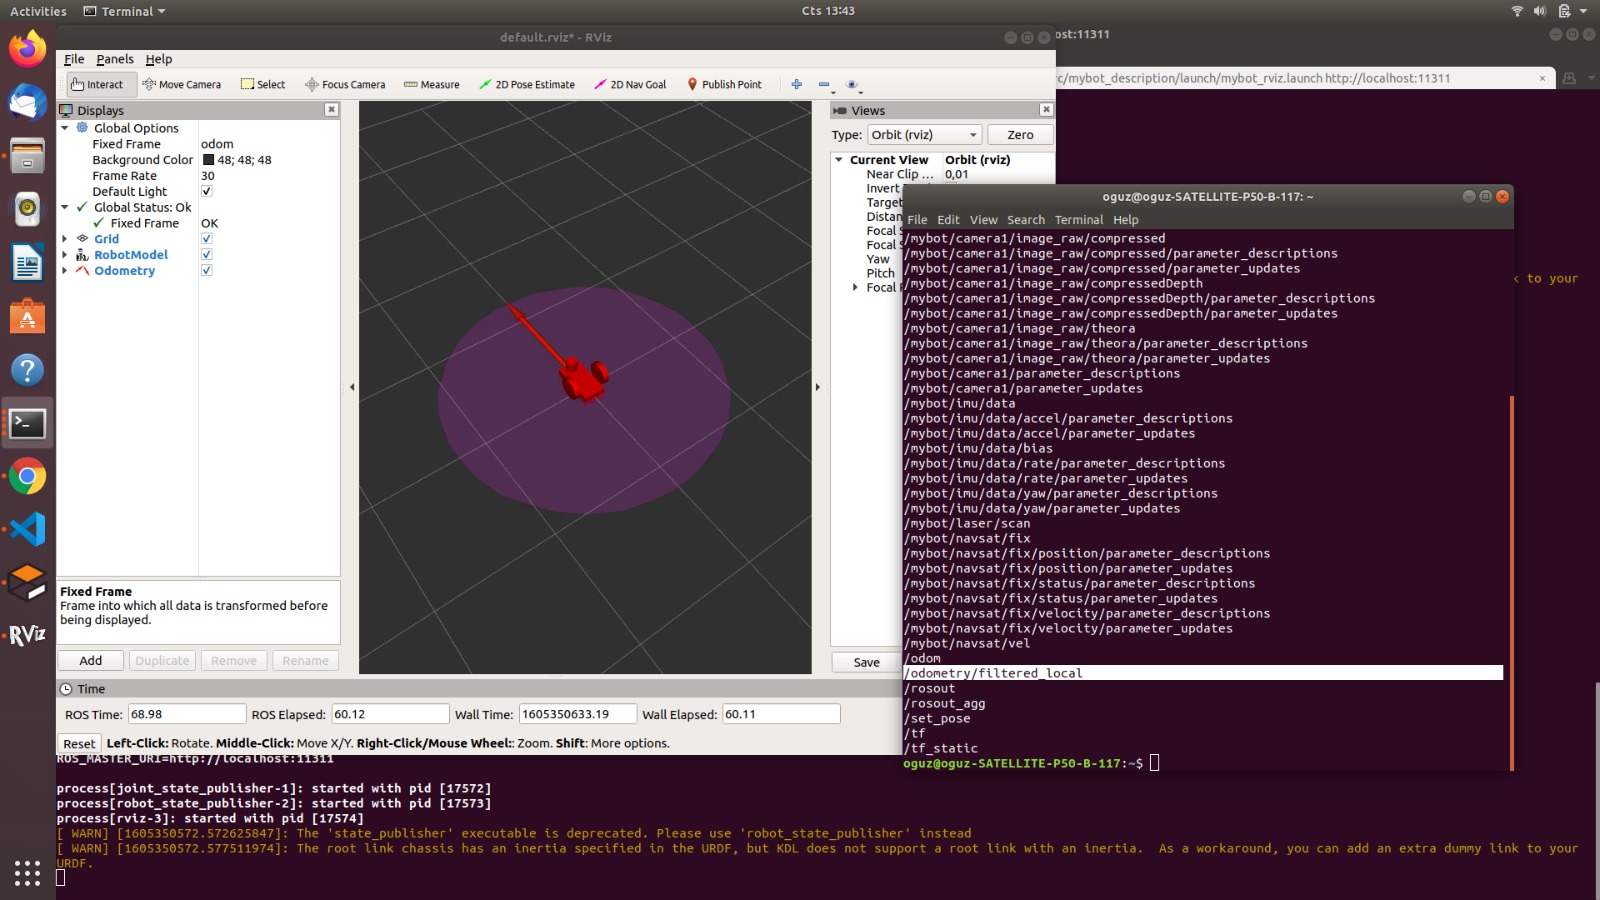 Activities Terminal Cts 13:43
default.rviz* - RViz
File Panels Help
Interact Move Camera Select Focus Camera Measure 2D Pose Estimate 2D Nav Goal Publish Point
Displays
Global Options
Fixed Frame odom
Background Color 48; 48; 48
Frame Rate 30
Default Light ✓
Global Status: Ok
Fixed Frame OK
Grid
RobotModel
Odometry
Fixed Frame
Frame into which all data is transformed before
being displayed.
Add Duplicate Remove Rename
Views
Type: Orbit (rviz) Zero
Current View Orbit (rviz)
Near Clip ... 0,01
Invert
Target
Distan
Focal S
Focal S
Yaw
Pitch
Focal
Save
Time
ROS Time: 68.98 ROS Elapsed: 60.12 Wall Time: 1605350633.19 Wall Elapsed: 60.11
Reset Left-Click: Rotate. Middle-Click: Move X/Y. Right-Click/Mouse Wheel:: Zoom. Shift: More options.
RViz
ost:11311
rc/mybot_description/launch/mybot_rviz.launch http://localhost:11311
k to your
oguz@oguz-SATELLITE-P50-B-117: ~
File Edit View Search Terminal Help
/mybot/camera1/image_raw/compressed
/mybot/camera1/image_raw/compressed/parameter_descriptions
/mybot/camera1/image_raw/compressed/parameter_updates
/mybot/camera1/image_raw/compressedDepth
/mybot/camera1/image_raw/compressedDepth/parameter_descriptions
/mybot/camera1/image_raw/compressedDepth/parameter_updates
/mybot/camera1/image_raw/theora
/mybot/camera1/image_raw/theora/parameter_descriptions
/mybot/camera1/image_raw/theora/parameter_updates
/mybot/camera1/parameter_descriptions
/mybot/camera1/parameter_updates
/mybot/imu/data
/mybot/imu/data/accel/parameter_descriptions
/mybot/imu/data/accel/parameter_updates
/mybot/imu/data/bias
/mybot/imu/data/rate/parameter_descriptions
/mybot/imu/data/rate/parameter_updates
/mybot/imu/data/yaw/parameter_descriptions
/mybot/imu/data/yaw/parameter_updates
/mybot/laser/scan
/mybot/navsat/fix
/mybot/navsat/fix/position/parameter_descriptions
/mybot/navsat/fix/position/parameter_updates
/mybot/navsat/fix/status/parameter_descriptions
/mybot/navsat/fix/status/parameter_updates
/mybot/navsat/fix/velocity/parameter_descriptions
/mybot/navsat/fix/velocity/parameter_updates
/mybot/navsat/vel
/odom
/odometry/filtered_local
/rosout
/rosout_agg
/set_pose
/tf
/tf_static
oguz@oguz-SATELLITE-P50-B-117:~$
ROS_MASTER_URI=http://localhost:11311
process[joint_state_publisher-1]: started with pid [17572]
process[robot_state_publisher-2]: started with pid [17573]
process[rviz-3]: started with pid [17574]
[ WARN] [1605350572.572625847]: The 'state_publisher' executable is deprecated. Please use 'robot_state_publisher' instead
[ WARN] [1605350572.577511974]: The root link chassis has an inertia specified in the URDF, but KDL does not support a root link with an inertia.  As a workaround, you can add an extra dummy link to your
URDF.